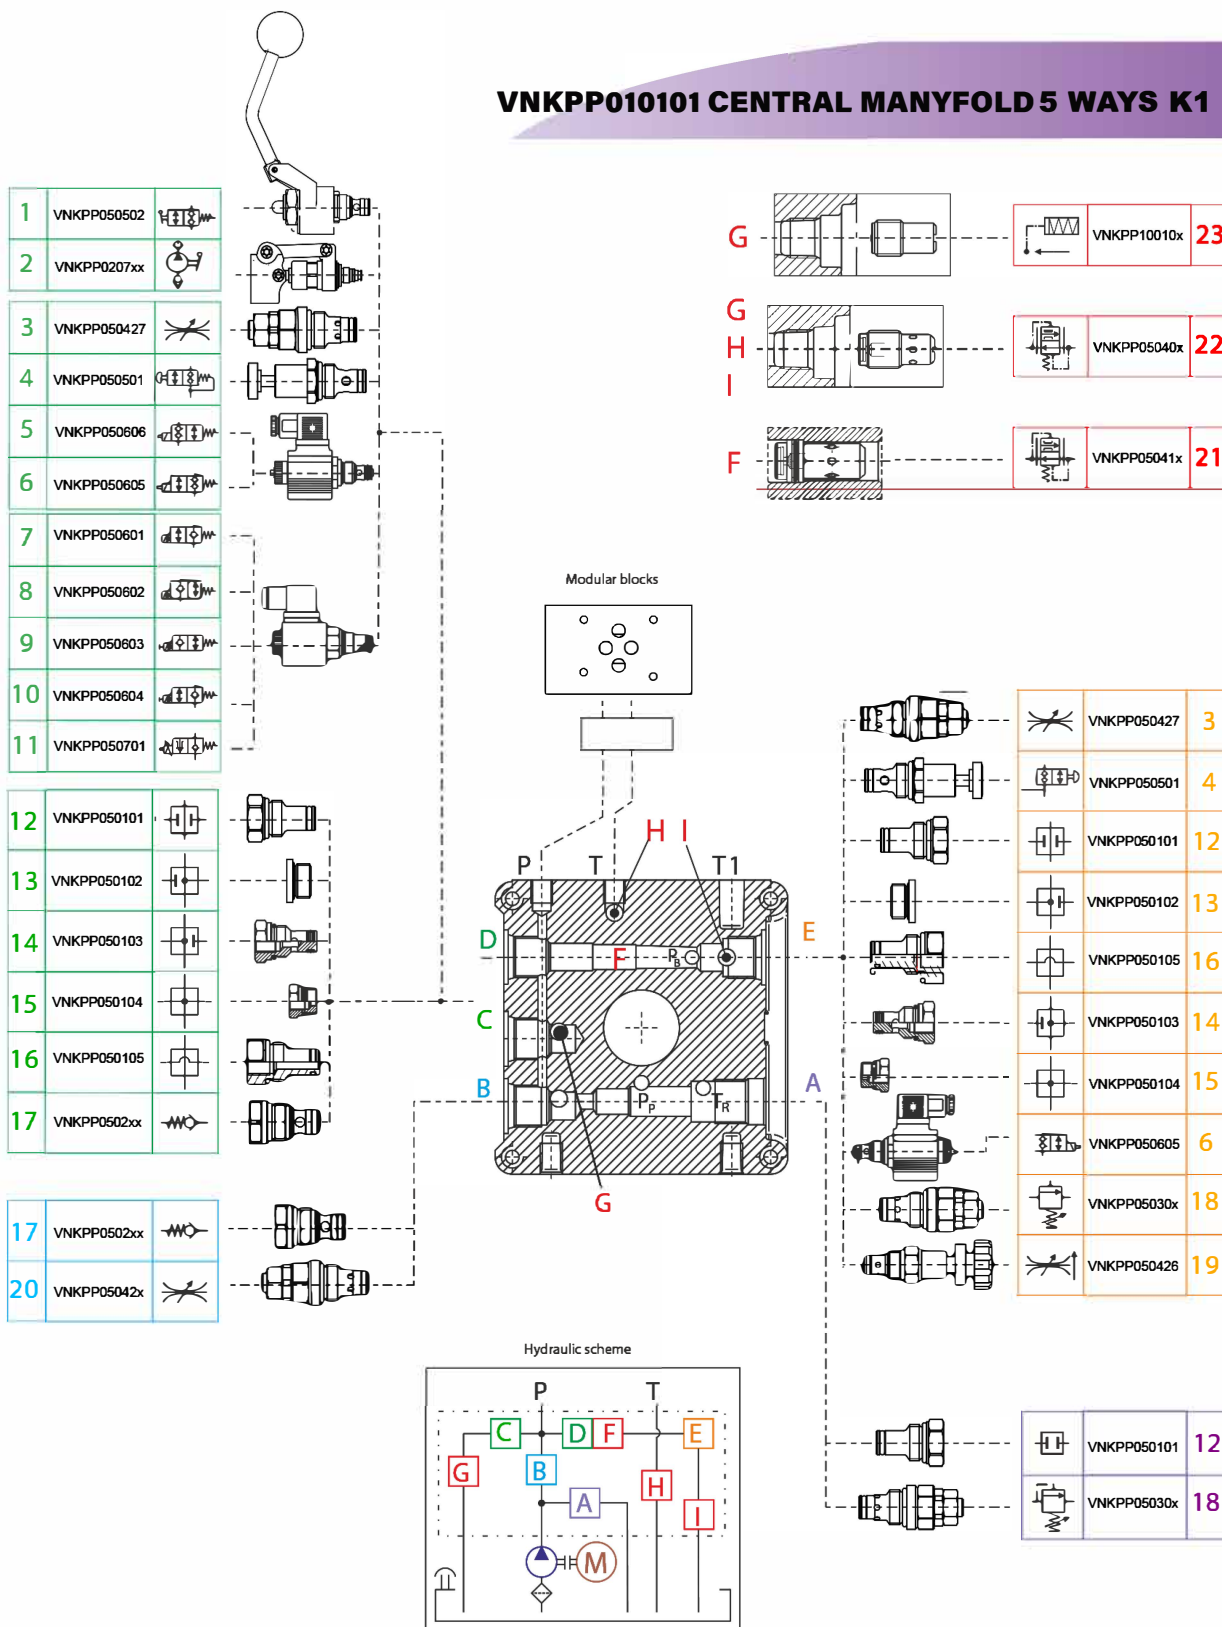 VNKPP010101 CENTRAL MANYFOLD 5 WAYS K1
1 VNKPP050502
2 VNKPP0207xx
3 VNKPP050427
4 VNKPP050501
5 VNKPP050606
6 VNKPP050605
7 VNKPP050601
8 VNKPP050602
9 VNKPP050603
10 VNKPP050604
11 VNKPP050701
12 VNKPP050101
13 VNKPP050102
14 VNKPP050103
15 VNKPP050104
16 VNKPP050105
17 VNKPP0502xx
17 VNKPP0502xx
20 VNKPP05042x
G VNKPP10010x 23
G
H VNKPP05040x 22
I
F VNKPP05041x 21
Modular blocks
H I
P T T1
D F PB E
C
B PP TR A
G
VNKPP050427 3
VNKPP050501 4
VNKPP050101 12
VNKPP050102 13
VNKPP050105 16
VNKPP050103 14
VNKPP050104 15
VNKPP050605 6
VNKPP05030x 18
VNKPP050426 19
VNKPP050101 12
VNKPP05030x 18
Hydraulic scheme
P T
C D F E
G B H
A I
M